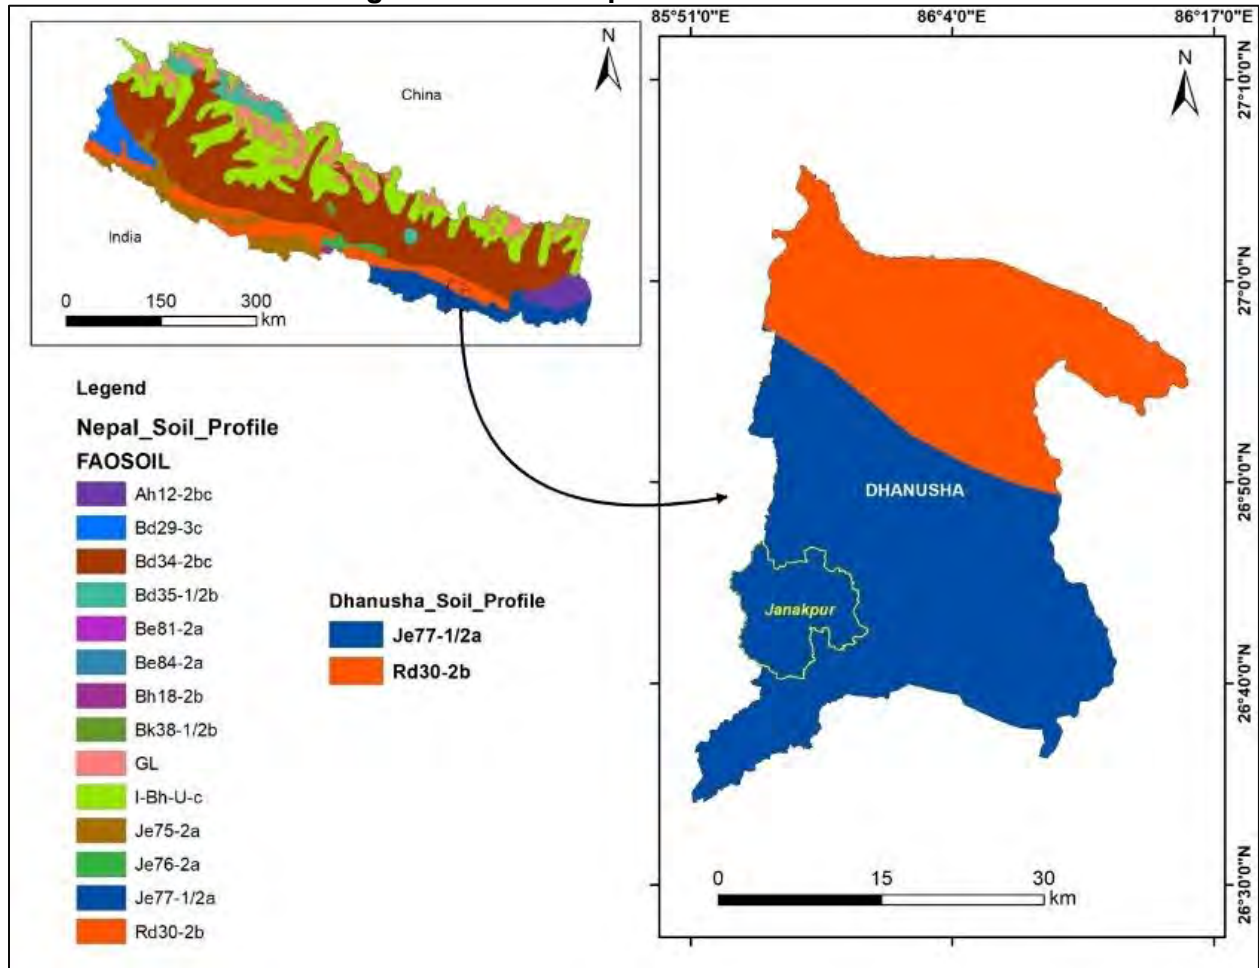 N
China
India
0 150 300
km
Legend
Nepal_Soil_Profile
FAOSOIL
Ah12-2bc
Bd29-3c
Bd34-2bc
Bd35-1/2b
Be81-2a
Be84-2a
Bh18-2b
Bk38-1/2b
GL
I-Bh-U-c
Je75-2a
Je76-2a
Je77-1/2a
Rd30-2b
Dhanusha_Soil_Profile
Je77-1/2a
Rd30-2b
85°51'0"E 86°4'0"E 86°17'0"E
N
DHANUSHA
Janakpur
0 15 30
km
27°10'0"N
27°0'0"N
26°50'0"N
26°40'0"N
26°30'0"N